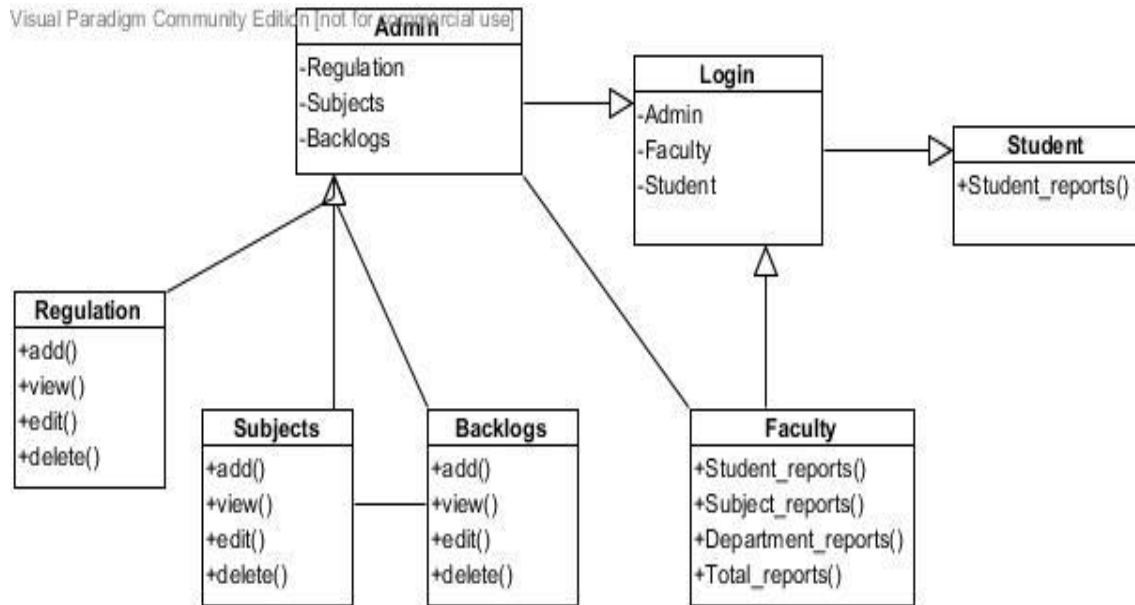 Visual Paradigm Community Edition [not for commercial use]
Admin
-Regulation
-Subjects
-Backlogs
Login
-Admin
-Faculty
-Student
Student
+Student_reports()
Regulation
+add()
+view()
+edit()
+delete()
Subjects
+add()
+view()
+edit()
+delete()
Backlogs
+add()
+view()
+edit()
+delete()
Faculty
+Student_reports()
+Subject_reports()
+Department_reports()
+Total_reports()